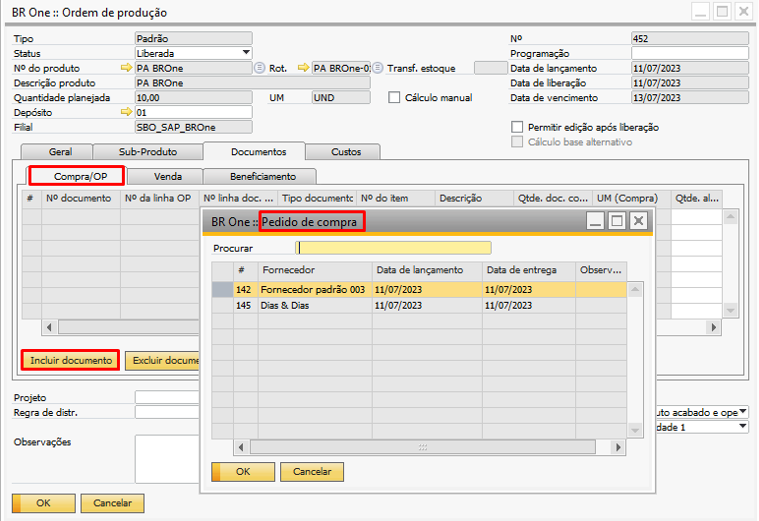 BR One :: Ordem de produção
Tipo Padrão Nº 452
Status Liberada Programação
Nº do produto PA BROne Rot. PA BROne-0 Transf. estoque Data de lançamento 11/07/2023
Descrição produto PA BROne Data de liberação 11/07/2023
Quantidade planejada 10,00 UM UND Cálculo manual Data de vencimento 13/07/2023
Depósito 01
Filial SBO_SAP_BROne Permitir edição após liberação
Cálculo base alternativo
Geral Sub-Produto Documentos Custos
Compra/OP Venda Beneficiamento
# Nº documento Nº da linha OP Nº linha doc. ... Tipo documento Nº do item Descrição Qtde. doc. co... UM (Compra) Qtde. al...
BR One :: Pedido de compra
Procurar
# Fornecedor Data de lançamento Data de entrega Observ...
142 Fornecedor padrão 003 11/07/2023 11/07/2023
145 Dias & Dias 11/07/2023 11/07/2023
Incluir documento Excluir docume
Projeto
Regra de distr. uto acabado e ope
dade 1
Observações
OK Cancelar
OK Cancelar